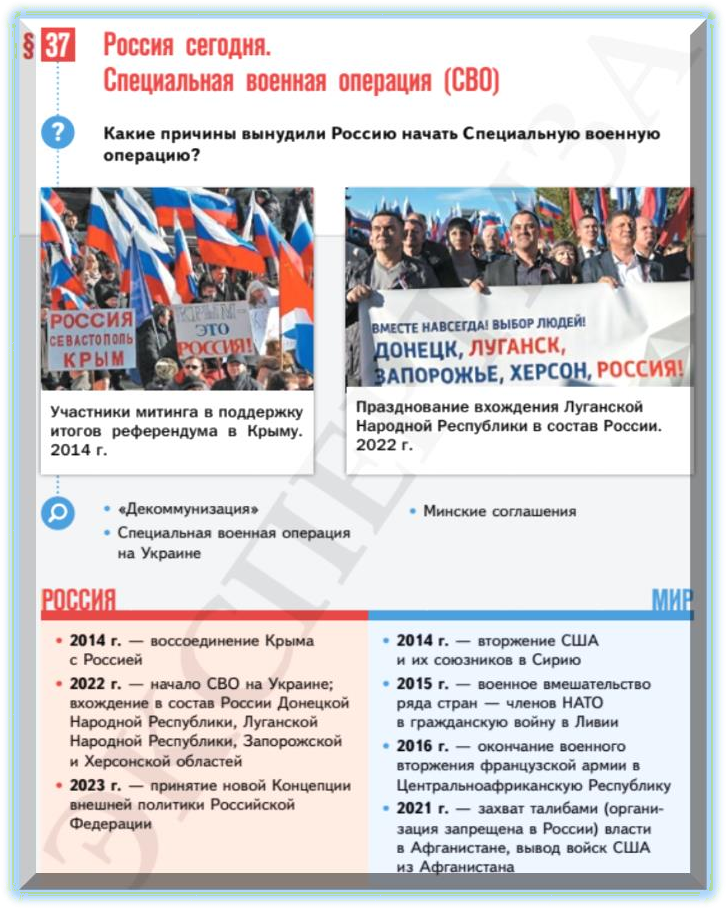 § 37
Россия сегодня.
Специальная военная операция (СВО)
?
Какие причины вынудили Россию начать Специальную военную
операцию?
РОССИЯ
СЕВАСТОПОЛЬ
КРЫМ
КРЫМ-
ЭТО
РОССИЯ!
Участники митинга в поддержку
итогов референдума в Крыму.
2014 г.
ВМЕСТЕ НАВСЕГДА! ВЫБОР ЛЮДЕЙ!
ДОНЕЦК, ЛУГАНСК,
ЗАПОРОЖЬЕ, ХЕРСОН, РОССИЯ!
Празднование вхождения Луганской
Народной Республики в состав России.
2022 г.
• «Декоммунизация»
• Специальная военная операция
на Украине
• Минские соглашения
РОССИЯ
• 2014 г. — воссоединение Крыма
с Россией
• 2022 г. — начало СВО на Украине;
вхождение в состав России Донецкой
Народной Республики, Луганской
Народной Республики, Запорожской
и Херсонской областей
• 2023 г. — принятие новой Концепции
внешней политики Российской
Федерации
МИР
• 2014 г. — вторжение США
и их союзников в Сирию
• 2015 г. — военное вмешательство
ряда стран — членов НАТО
в гражданскую войну в Ливии
• 2016 г. — окончание военного
вторжения французской армии в
Центральноафриканскую Республику
• 2021 г. — захват талибами (органи-
зация запрещена в России) власти
в Афганистане, вывод войск США
из Афганистана
ЭКСПЕРТИЗА